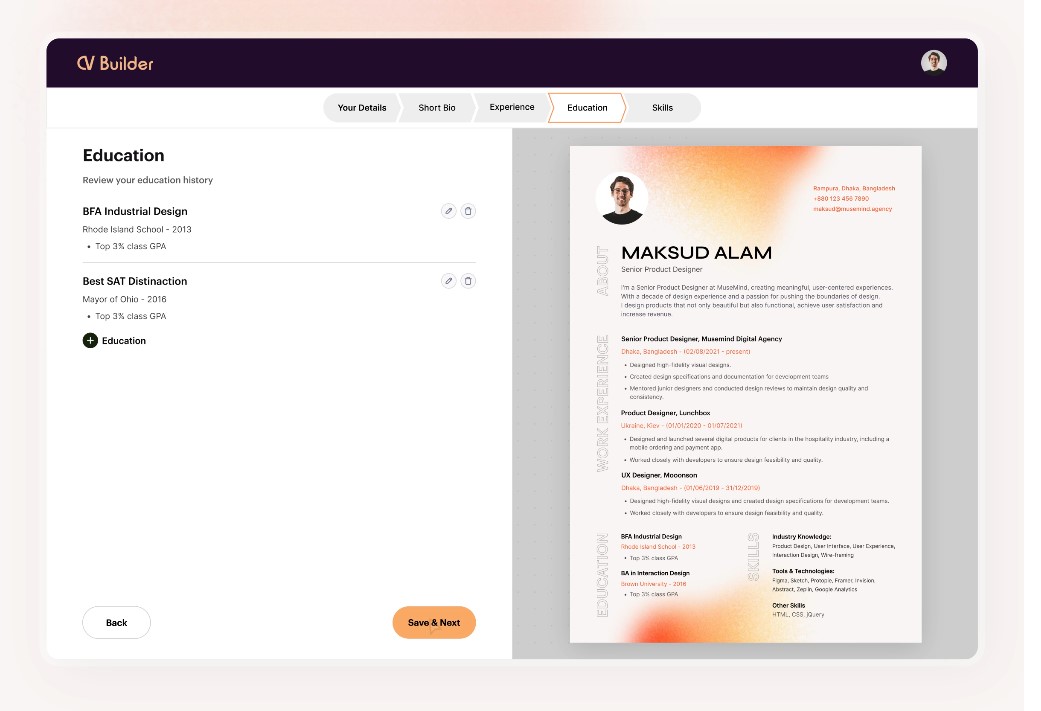 CV Builder
Your Details
Short Bio
Experience
Education
Skills
Education
Review your education history
BFA Industrial Design
Rhode Island School - 2013
• Top 3% class GPA
Best SAT Distinaction
Mayor of Ohio - 2016
• Top 3% class GPA
Education
Back
Save & Next
Rampura, Dhaka, Bangladesh
+880 123 456 7890
maksud@musemind.agency
ABOUT
MAKSUD ALAM
Senior Product Designer
I'm a Senior Product Designer at MuseMind, creating meaningful, user-centered experiences.
With a decade of design experience and a passion for pushing the boundaries of design.
I design products that not only beautiful but also functional, achieve user satisfaction and
increase revenue.
WORK EXPERIENCE
Senior Product Designer, Musemind Digital Agency
Dhaka, Bangladesh - (02/08/2021 - present)
• Designed high-fidelity visual designs.
• Created design specifications and documentation for development teams
• Mentored junior designers and conducted design reviews to maintain design quality and
consistency.
Product Designer, Lunchbox
Ukraine, Kiev - (01/01/2020 - 01/07/2021)
• Designed and launched several digital products for clients in the hospitality industry, including a
mobile ordering and payment app.
• Worked closely with developers to ensure design feasibility and quality.
UX Designer, Mooonson
Dhaka, Bangladesh - (01/06/2019 - 31/12/2019)
• Designed high-fidelity visual designs and created design specifications for development teams.
• Worked closely with developers to ensure design feasibility and quality.
EDUCATION
BFA Industrial Design
Rhode Island School - 2013
• Top 3% class GPA
BA in Interaction Design
Brown University - 2016
• Top 3% class GPA
SKILLS
Industry Knowledge:
Product Design, User Interface, User Experience,
Interaction Design, Wire-framing
Tools & Technologies:
Figma, Sketch, Protopie, Framer, Invision,
Abstract, Zeplin, Google Analytics
Other Skills
HTML, CSS, jQuery